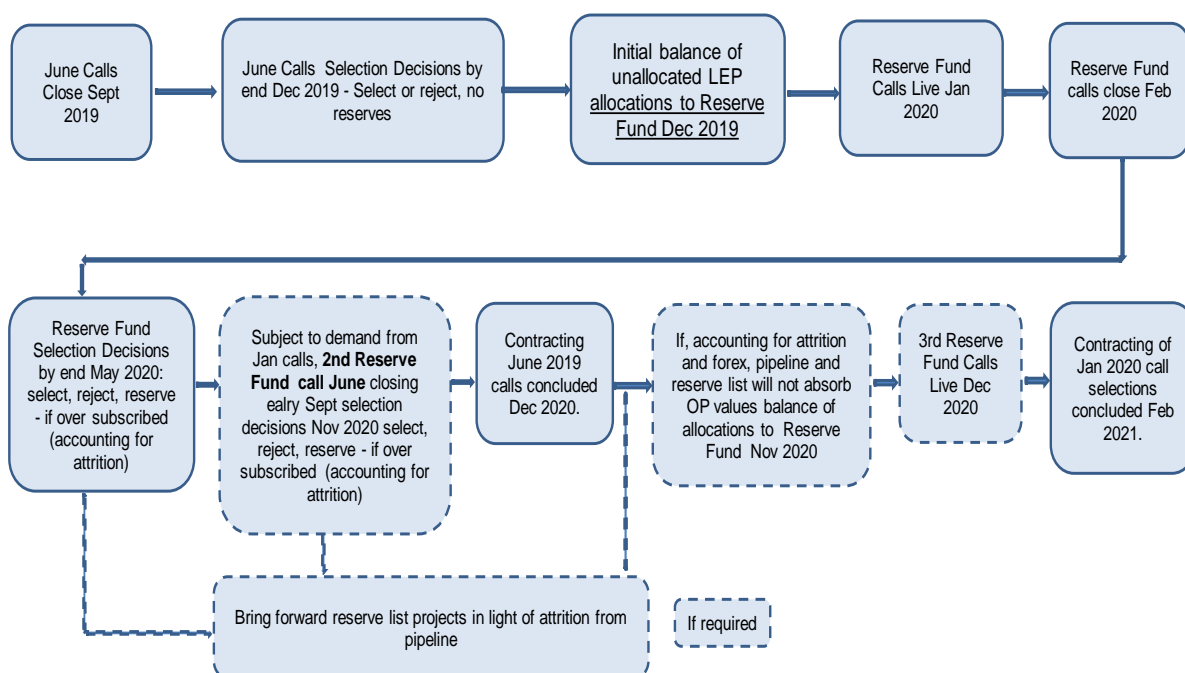 June Calls
Close Sept
2019
June Calls  Selection Decisions by
end Dec 2019 - Select or reject, no
reserves
Initial balance of
unallocated LEP
allocations to Reserve
Fund Dec 2019
Reserve Fund
Calls Live Jan
2020
Reserve Fund
calls close Feb
2020
Reserve Fund
Selection Decisions
by end May 2020:
select, reject, reserve
- if over subscribed
(accounting for
attrition)
Subject to demand from
Jan calls, 2nd Reserve
Fund  call June closing
ealry Sept selection
decisions Nov 2020 select,
reject, reserve - if over
subscribed  (accounting for
attrition)
Contracting
June 2019
calls concluded
Dec 2020.
If, accounting for attrition
and forex, pipeline and
reserve list will not absorb
OP values balance of
allocations to  Reserve
Fund  Nov 2020
3rd Reserve
Fund Calls
Live Dec
2020
Contracting of
Jan 2020 call
selections
concluded Feb
2021.
Bring forward reserve list projects in light of attrition from
pipeline
If required